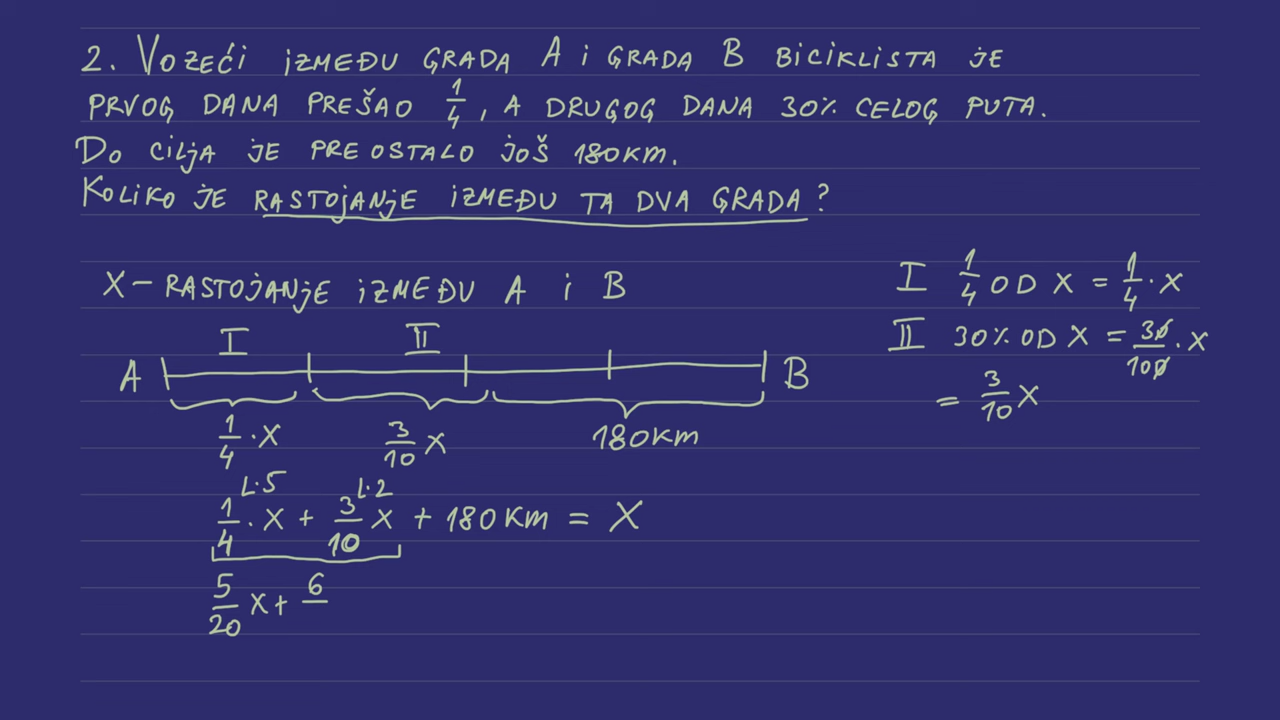 2. Vozeći između grada A i grada B biciklista je
prvog dana prešao 1/4, a drugog dana 30% celog puta.
Do cilja je preostalo još 180km.
Koliko je rastojanje između ta dva grada?
X – rastojanje između A i B
I 1/4 od X = 1/4 · X
II 30% od X = 30/100 · X
= 3/10 X
I II
A B
1/4 · X 3/10 X 180km
L·5 L·2
1/4 · X + 3/10 X + 180km = X
5/20 X + 6